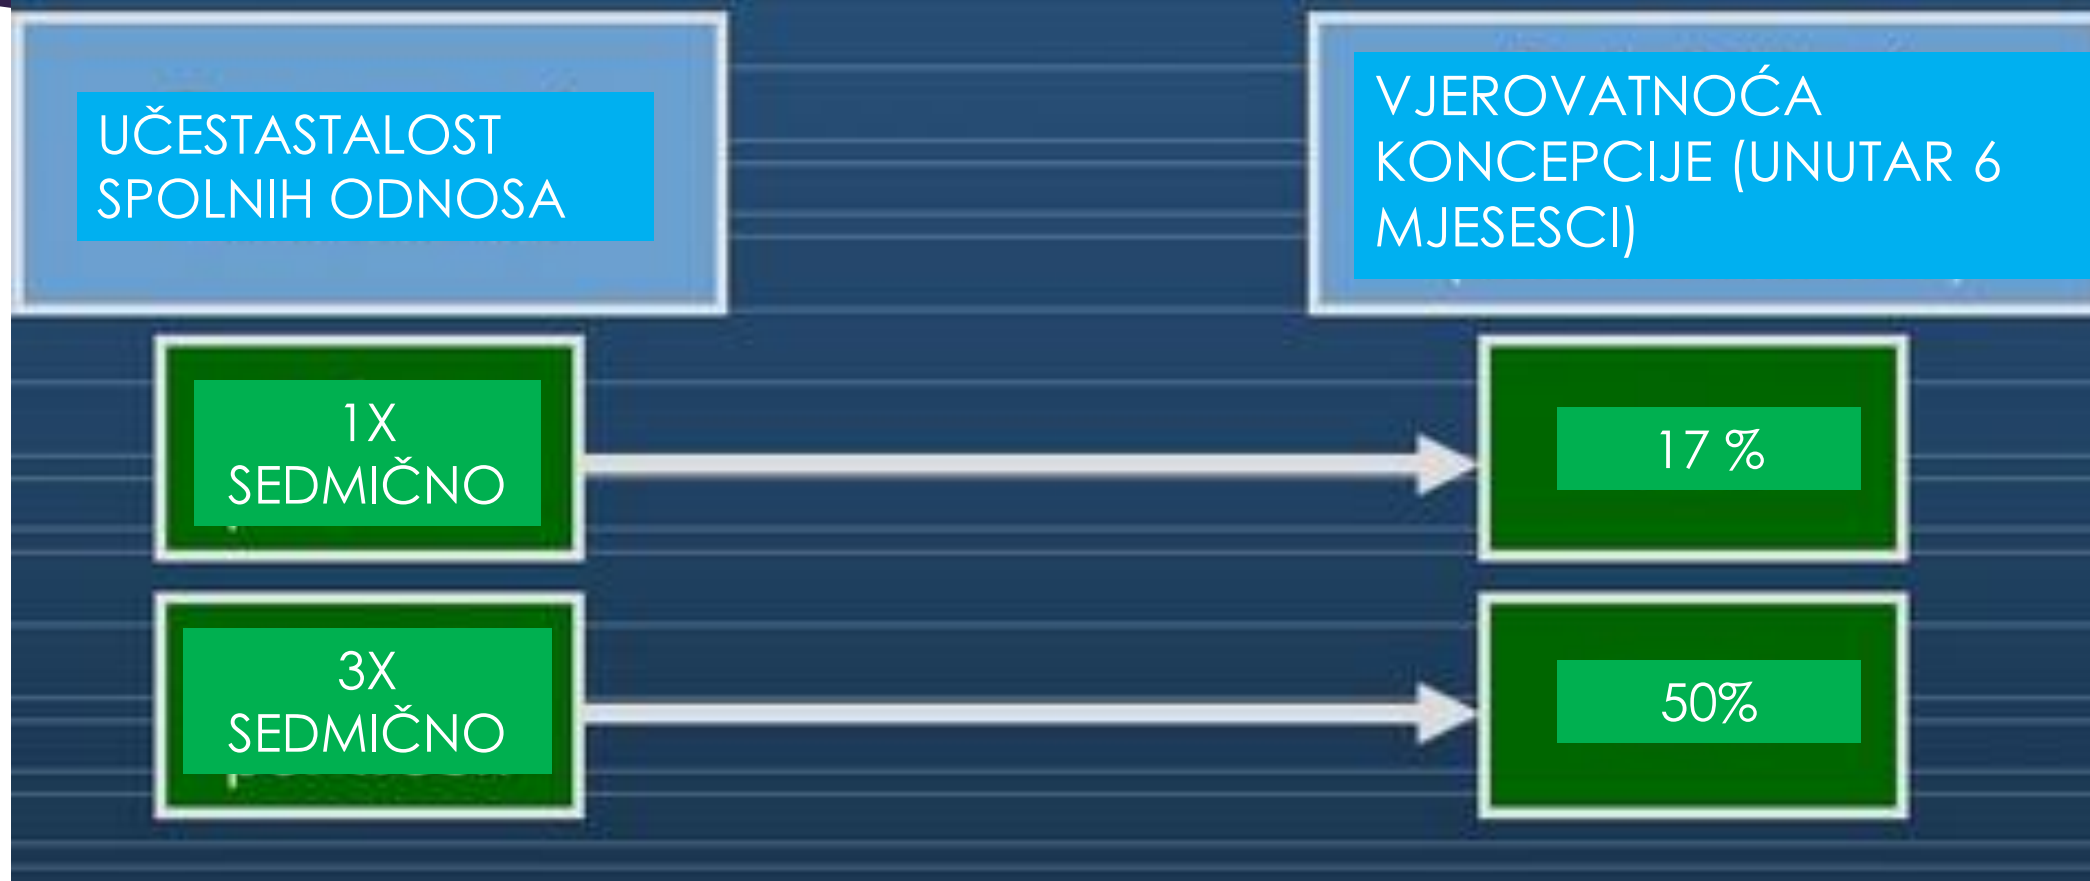 UČESTASTALOST
SPOLNIH ODNOSA
VJEROVATNOĆA
KONCEPCIJE (UNUTAR 6
MJESESCI)
1X
SEDMIČNO
17 %
3X
SEDMIČNO
50%